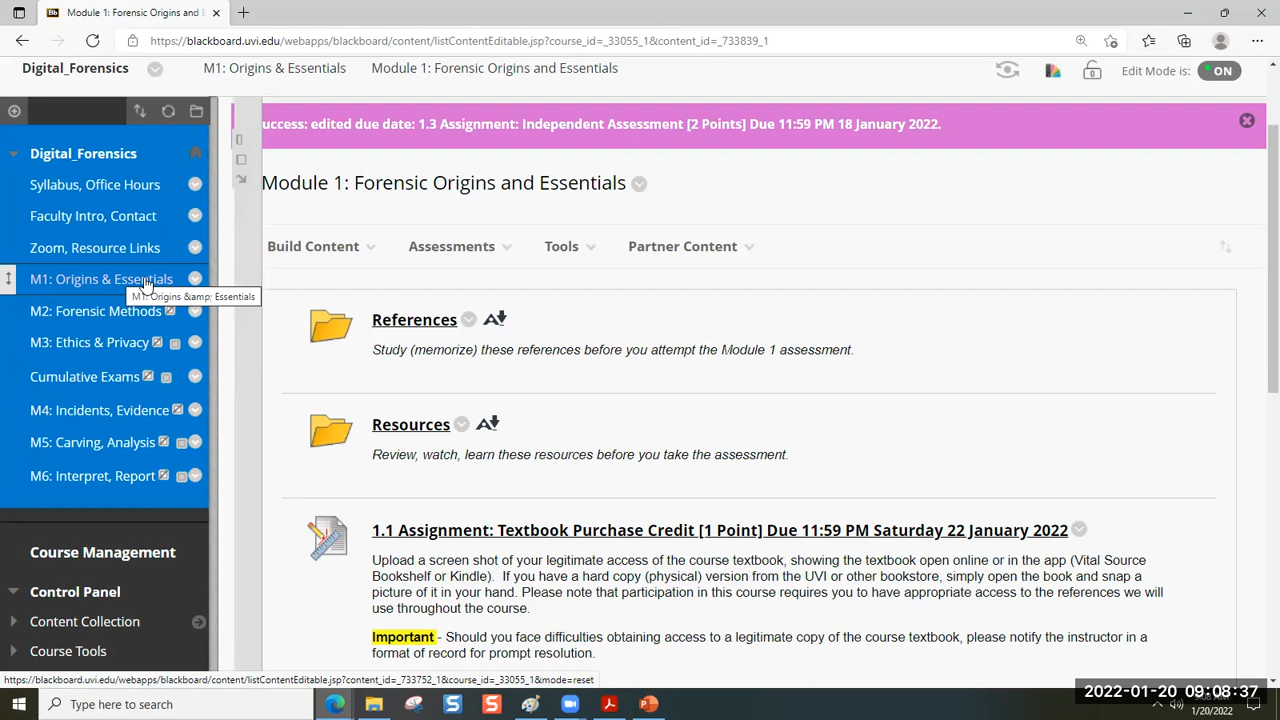 Module 1: Forensic Origins and E
https://blackboard.uvi.edu/webapps/blackboard/content/listContentEditable.jsp?course_id=_33055_1&content_id=_733839_1
Digital_Forensics M1: Origins & Essentials Module 1: Forensic Origins and Essentials Edit Mode is: ON
uccess: edited due date: 1.3 Assignment: Independent Assessment [2 Points] Due 11:59 PM 18 January 2022.
Digital_Forensics
Syllabus, Office Hours
Faculty Intro, Contact
Zoom, Resource Links
M1: Origins & Essentials
M1: Origins &amp; Essentials
M2: Forensic Methods
M3: Ethics & Privacy
Cumulative Exams
M4: Incidents, Evidence
M5: Carving, Analysis
M6: Interpret, Report
Course Management
Control Panel
Content Collection
Course Tools
Module 1: Forensic Origins and Essentials
Build Content Assessments Tools Partner Content
References
Study (memorize) these references before you attempt the Module 1 assessment.
Resources
Review, watch, learn these resources before you take the assessment.
1.1 Assignment: Textbook Purchase Credit [1 Point] Due 11:59 PM Saturday 22 January 2022
Upload a screen shot of your legitimate access of the course textbook, showing the textbook open online or in the app (Vital Source
Bookshelf or Kindle). If you have a hard copy (physical) version from the UVI or other bookstore, simply open the book and snap a
picture of it in your hand. Please note that participation in this course requires you to have appropriate access to the references we will
use throughout the course.
Important - Should you face difficulties obtaining access to a legitimate copy of the course textbook, please notify the instructor in a
format of record for prompt resolution.
https://blackboard.uvi.edu/webapps/blackboard/content/listContentEditable.jsp?content_id=_733752_1&course_id=_33055_1&mode=reset
Type here to search
2022-01-20 09:08:37
1/20/2022